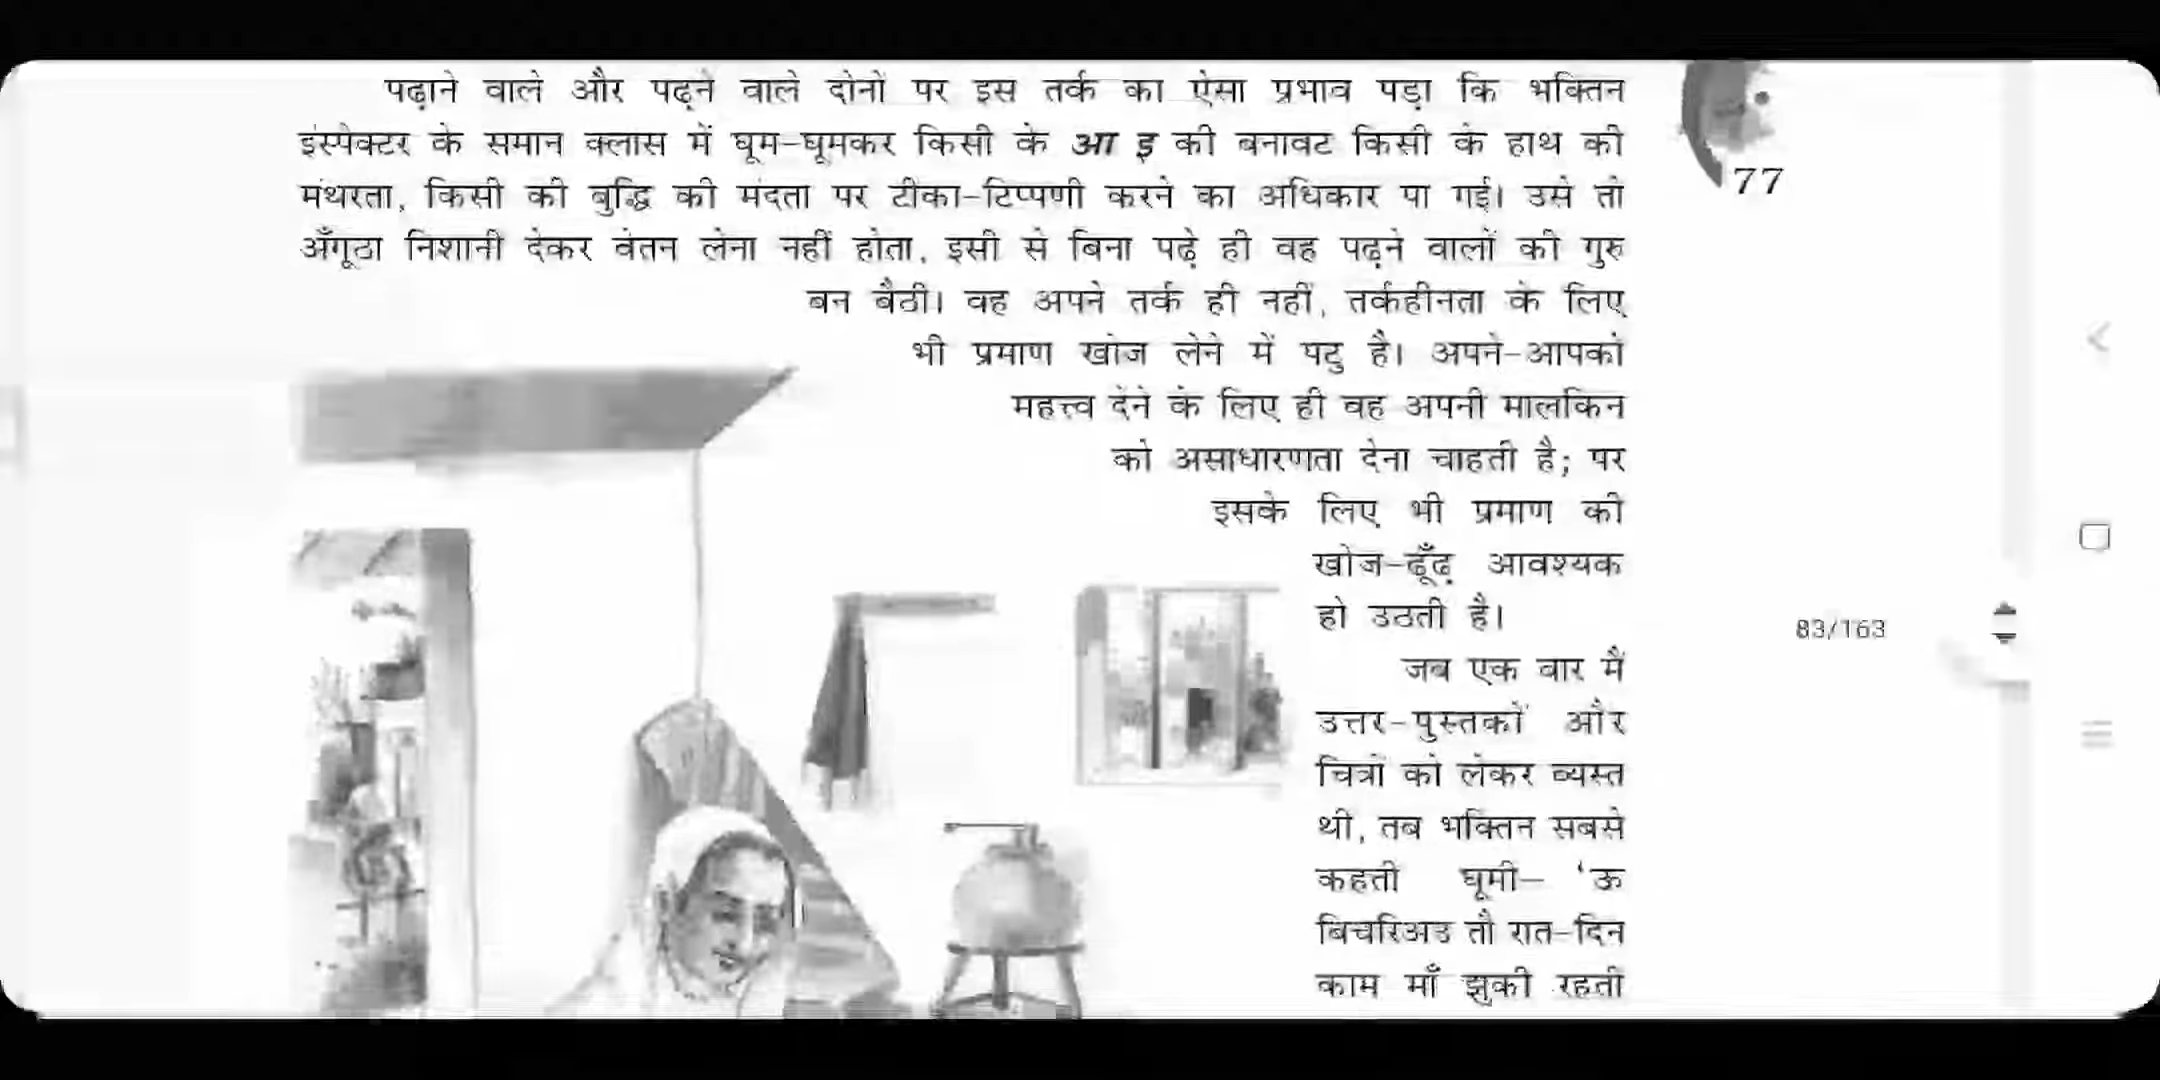 पढ़ाने वाले और पढ़ने वाले दोनों पर इस तर्क का ऐसा प्रभाव पड़ा कि भक्तिन
इंस्पेक्टर के समान क्लास में घूम-घूमकर किसी के आ इ की बनावट किसी के हाथ की
मंथरता, किसी की बुद्धि की मंदता पर टीका-टिप्पणी करने का अधिकार पा गई। उसे तो
अँगूठा निशानी देकर वेतन लेना नहीं होता, इसी से बिना पढ़े ही वह पढ़ने वालों की गुरु
बन बैठी। वह अपने तर्क ही नहीं, तर्कहीनता के लिए
भी प्रमाण खोज लेने में पटु है। अपने-आपको
महत्त्व देने के लिए ही वह अपनी मालकिन
को असाधारणता देना चाहती है; पर
इसके लिए भी प्रमाण की
खोज-ढूँढ़ आवश्यक
हो उठती है।
जब एक बार मैं
उत्तर-पुस्तकों और
चित्रों को लेकर व्यस्त
थी, तब भक्तिन सबसे
कहती घूमी— 'ऊ
बिचरिअउ तौ रात-दिन
काम माँ झुकी रहती
77
83/163